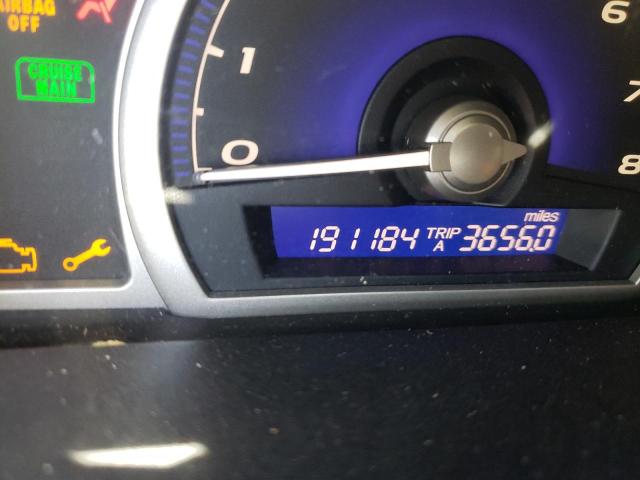 AIRBAG
OFF
CRUISE
MAIN
1
0
6
7
8
miles
191184 TRIP A 3656.0